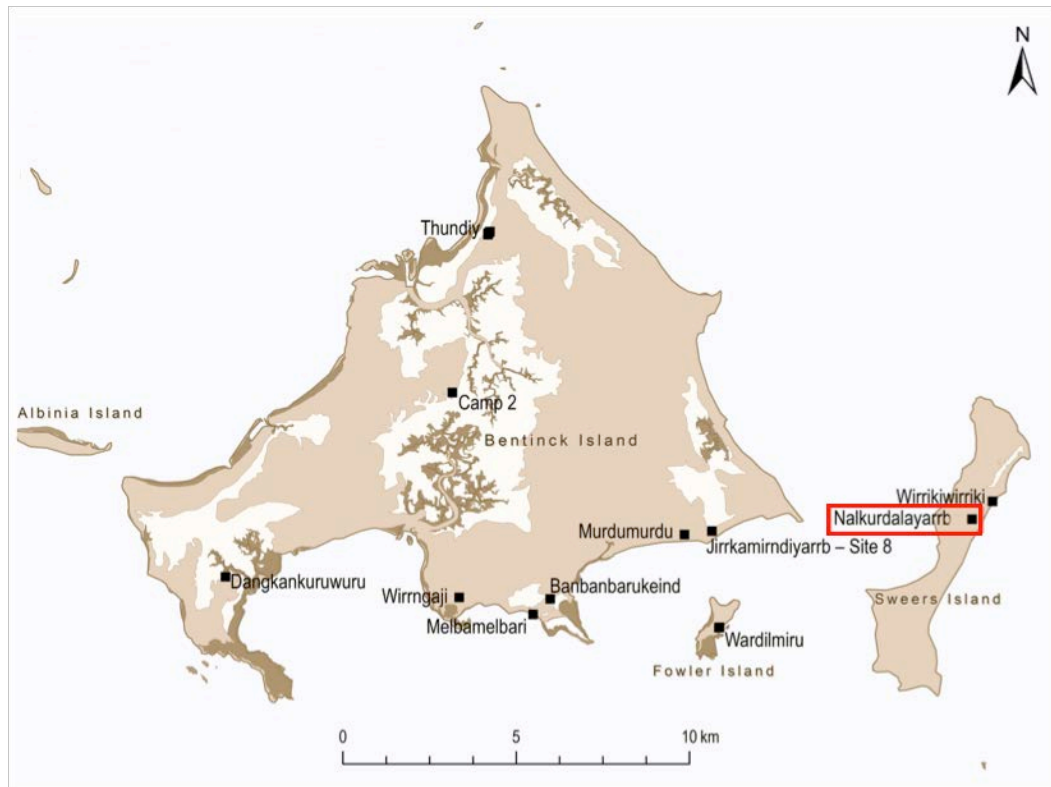 N
Thundiy
Camp 2
Albinia Island
Bentinck Island
Wirrikiwirriki
Nalkurdalayarrb
Murdumurdu
Jirrkamirndiyarrb – Site 8
Dangkankuruwuru
Wirrngaji
Banbanbarukeind
Melbamelbari
Sweers Island
Wardilmiru
Fowler Island
0 5 10 km